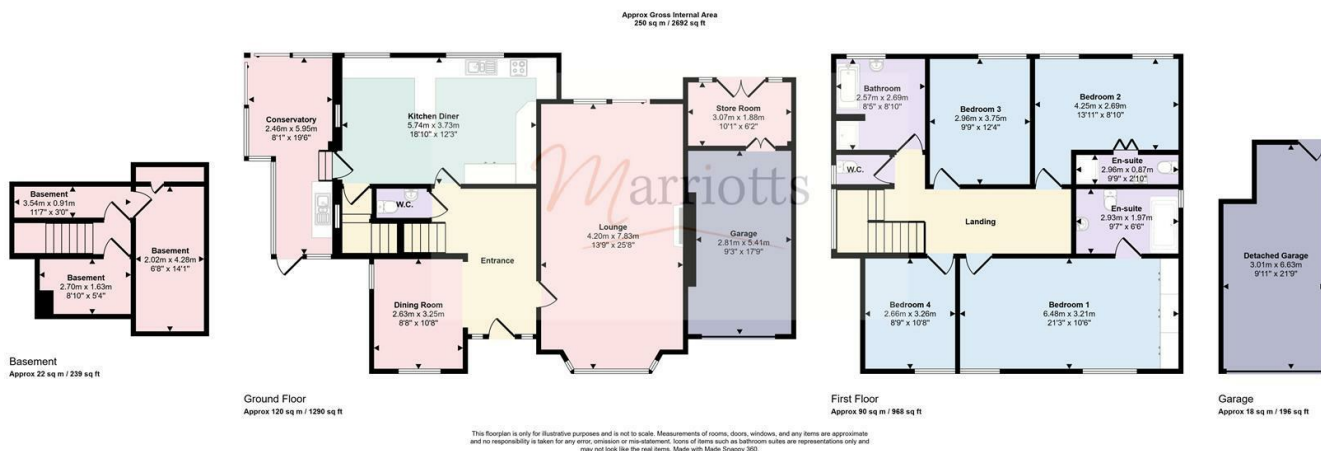 Approx Gross Internal Area
250 sq m / 2692 sq ft
Basement
3.54m x 0.91m
11'7" x 3'0"
Basement
2.02m x 4.28m
6'8" x 14'1"
Basement
2.70m x 1.63m
8'10" x 5'4"
Basement
Approx 22 sq m / 239 sq ft
Conservatory
2.46m x 5.95m
8'1" x 19'6"
Kitchen Diner
5.74m x 3.73m
18'10" x 12'3"
W.C.
Store Room
3.07m x 1.88m
10'1" x 6'2"
Marriotts
Lounge
4.20m x 7.83m
13'9" x 25'8"
Garage
2.81m x 5.41m
9'3" x 17'9"
Entrance
Dining Room
2.63m x 3.25m
8'8" x 10'8"
Ground Floor
Approx 120 sq m / 1290 sq ft
Bathroom
2.57m x 2.69m
8'5" x 8'10"
Bedroom 3
2.96m x 3.75m
9'9" x 12'4"
Bedroom 2
4.25m x 2.69m
13'11" x 8'10"
W.C.
En-suite
2.96m x 0.87m
9'9" x 2'10"
En-suite
2.93m x 1.97m
9'7" x 6'6"
Landing
Bedroom 4
2.66m x 3.26m
8'9" x 10'8"
Bedroom 1
6.48m x 3.21m
21'3" x 10'6"
First Floor
Approx 90 sq m / 968 sq ft
Detached Garage
3.01m x 6.63m
9'11" x 21'9"
Garage
Approx 18 sq m / 196 sq ft
This floorplan is only for illustrative purposes and is not to scale. Measurements of rooms, doors, windows, and any items are approximate
and no responsibility is taken for any error, omission or mis-statement. Icons of items such as bathroom suites are representations only and
may not look like the real items. Made with Made Snappy 360.